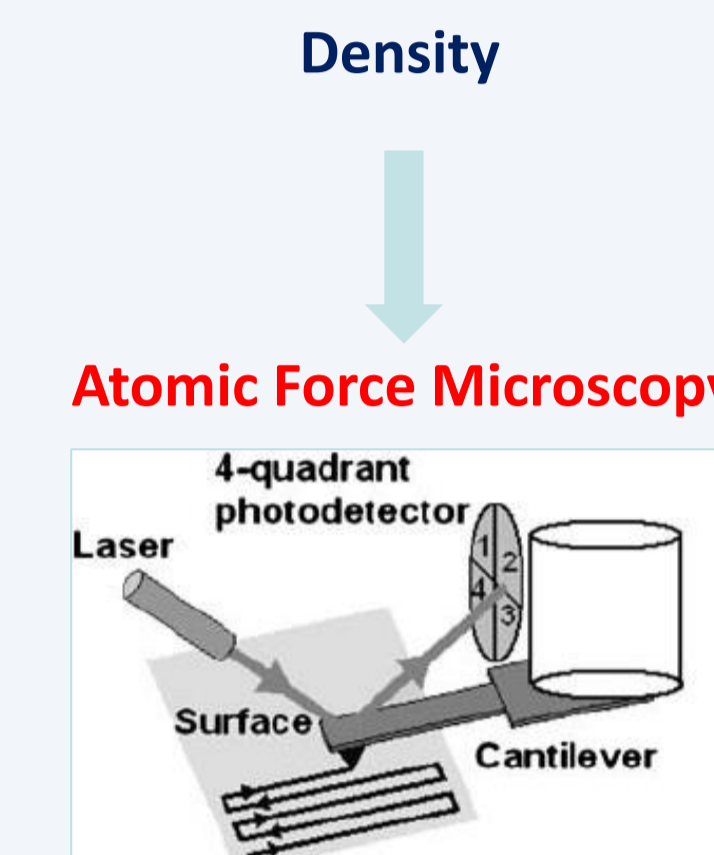 Density
Atomic Force Microscopy
4-quadrant
photodetector
Laser
1
2
4
3
Surface
Cantilever